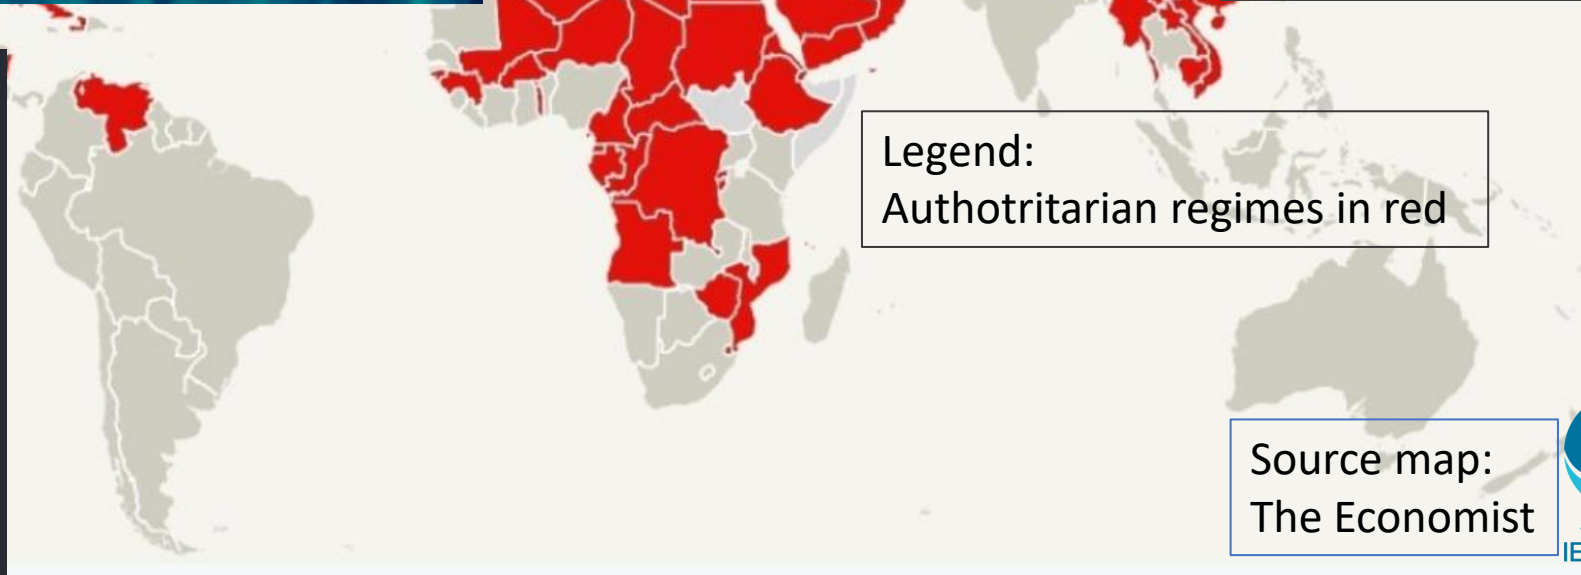 Legend:
Authotritarian regimes in red
Source map:
The Economist